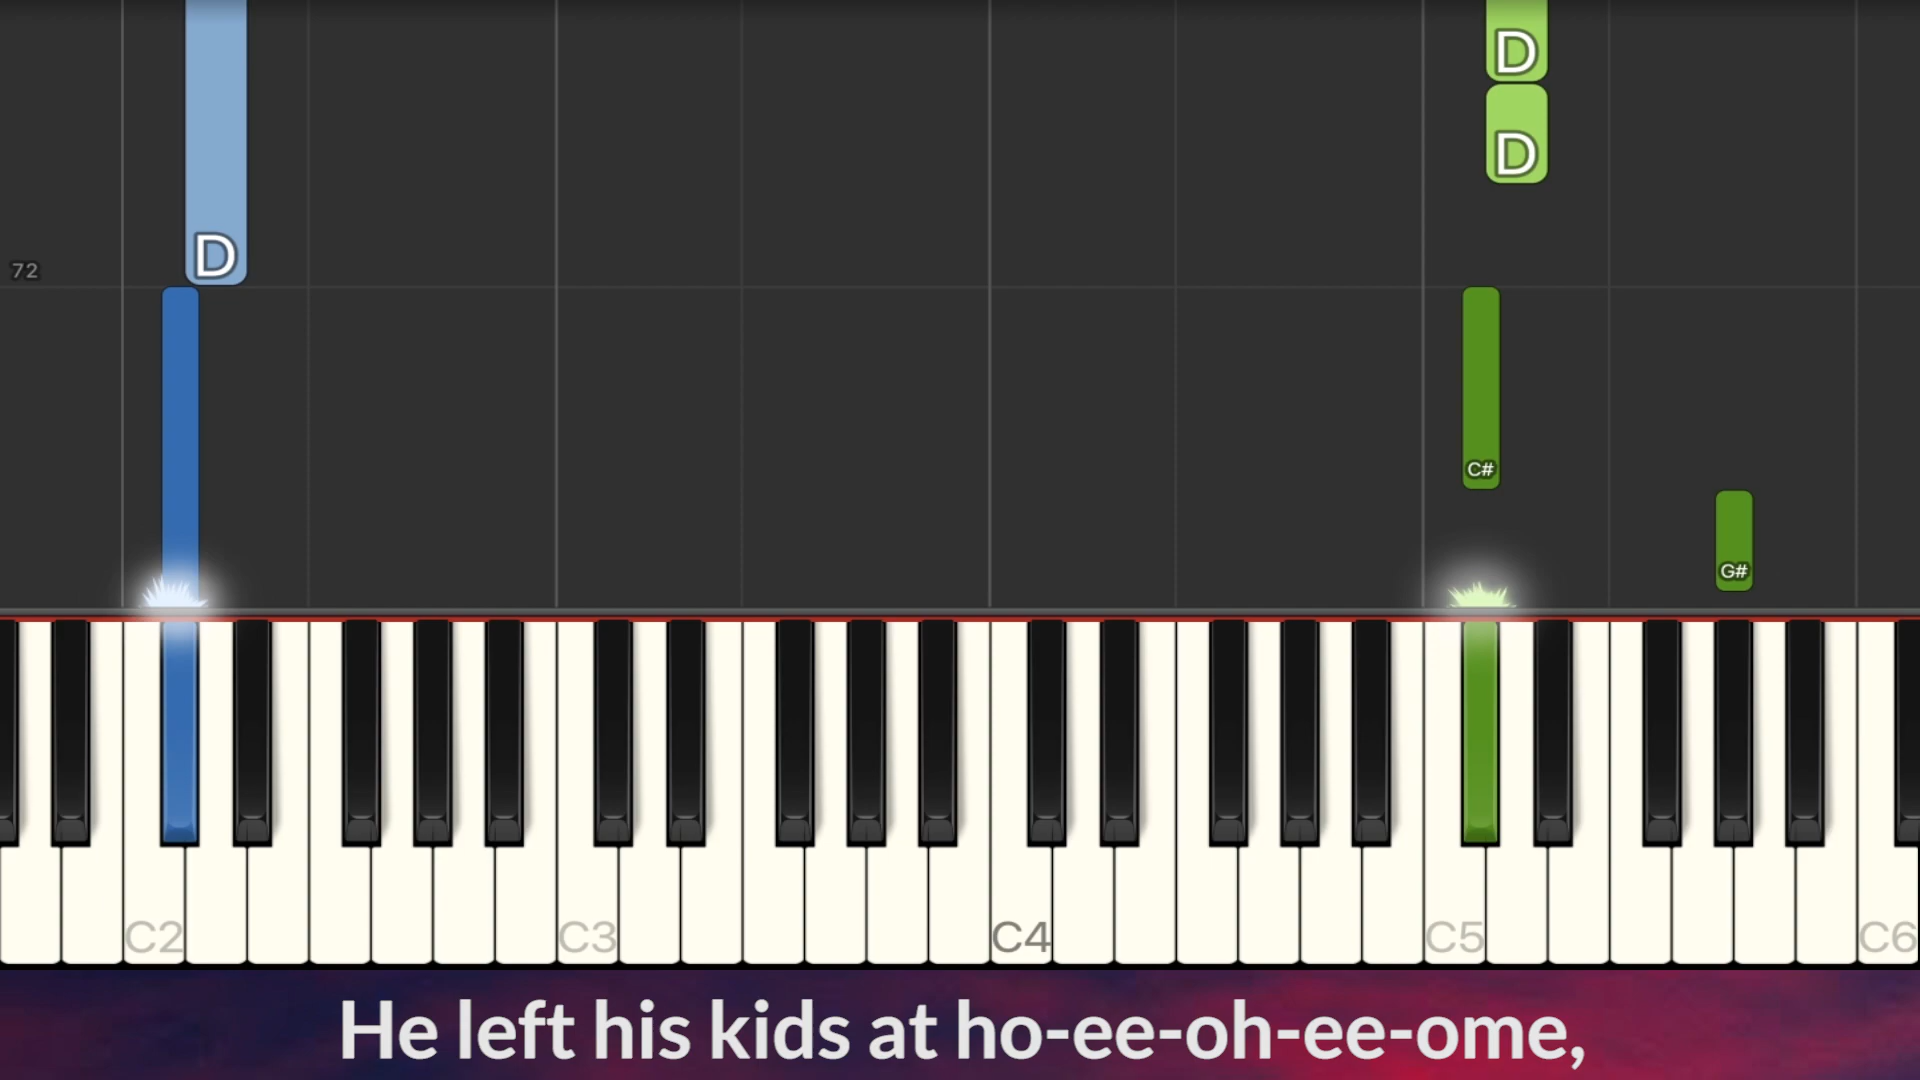 D
D
D
72
C#
G#
C2 C3 C4 C5 C6
He left his kids at ho-ee-oh-ee-ome,